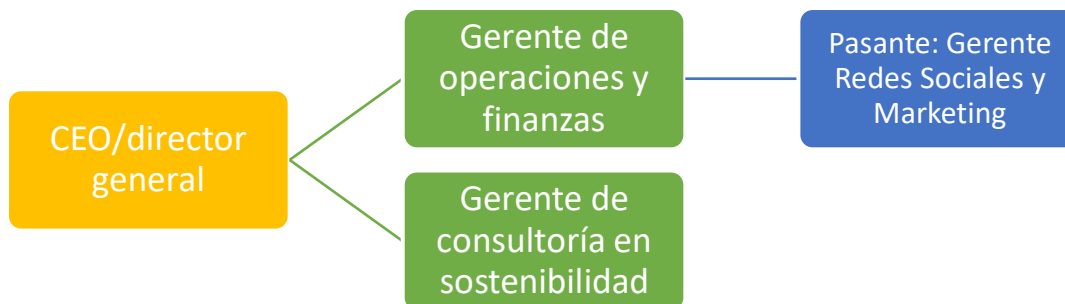 CEO/director
general
Gerente de
operaciones y
finanzas
Pasante: Gerente
Redes Sociales y
Marketing
Gerente de
consultoría en
sostenibilidad